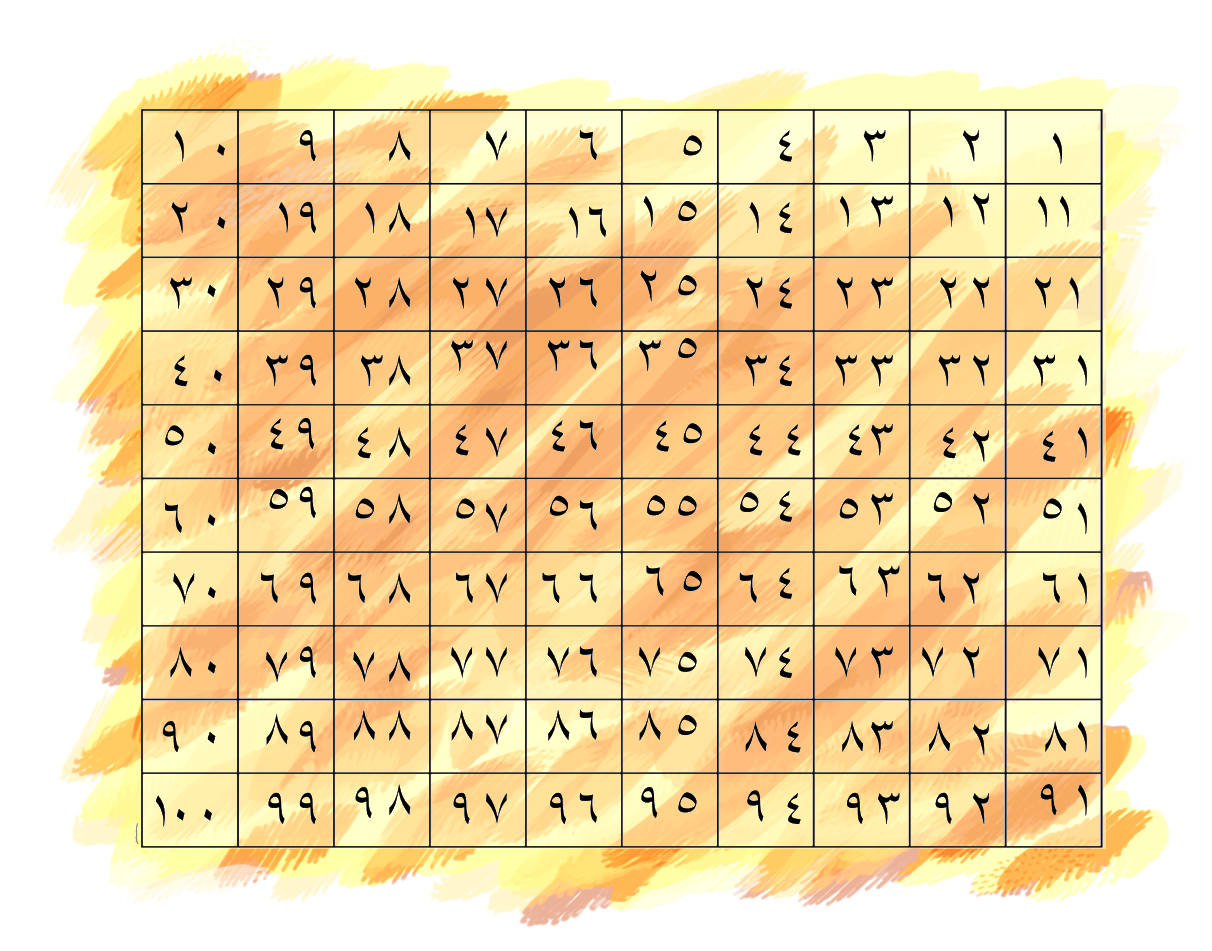 ١ ٢ ٣ ٤ ٥ ٦ ٧ ٨ ٩ ١٠
١١ ١٢ ١٣ ١٤ ١٥ ١٦ ١٧ ١٨ ١٩ ٢٠
٢١ ٢٢ ٢٣ ٢٤ ٢٥ ٢٦ ٢٧ ٢٨ ٢٩ ٣٠
٣١ ٣٢ ٣٣ ٣٤ ٣٥ ٣٦ ٣٧ ٣٨ ٣٩ ٤٠
٤١ ٤٢ ٤٣ ٤٤ ٤٥ ٤٦ ٤٧ ٤٨ ٤٩ ٥٠
٥١ ٥٢ ٥٣ ٥٤ ٥٥ ٥٦ ٥٧ ٥٨ ٥٩ ٦٠
٦١ ٦٢ ٦٣ ٦٤ ٦٥ ٦٦ ٦٧ ٦٨ ٦٩ ٧٠
٧١ ٧٢ ٧٣ ٧٤ ٧٥ ٧٦ ٧٧ ٧٨ ٧٩ ٨٠
٨١ ٨٢ ٨٣ ٨٤ ٨٥ ٨٦ ٨٧ ٨٨ ٨٩ ٩٠
٩١ ٩٢ ٩٣ ٩٤ ٩٥ ٩٦ ٩٧ ٩٨ ٩٩ ١٠٠